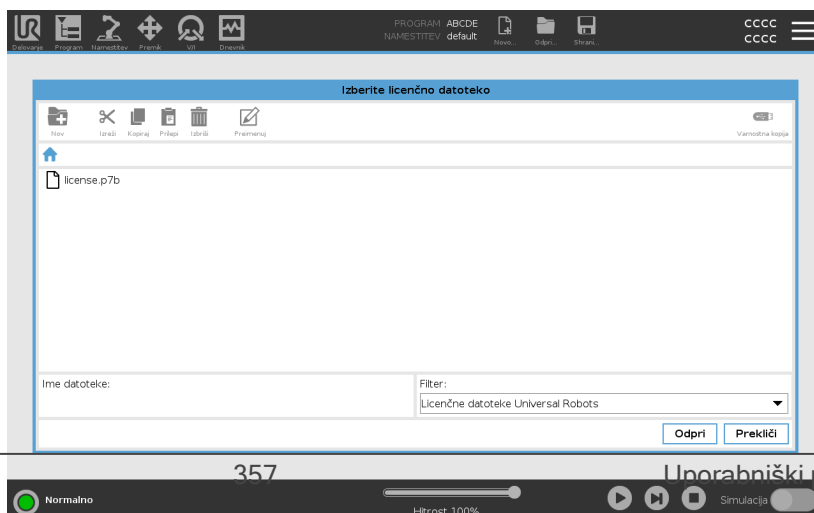 PROGRAM ABCDE
NAMESTITEV default
CCCC
CCCC
Delovanje Program Namestitev Premik V/I Dnevnik Novo... Odpri... Shrani...
Izberite licenčno datoteko
Nov Izreži Kopiraj Prilepi Izbriši Preimenuj Varnostna kopija
license.p7b
Ime datoteke:
Filter:
Licenčne datoteke Universal Robots
Odpri Prekliči
357 Uporabniški
Normalno
Hitrost 100%
Simulacija